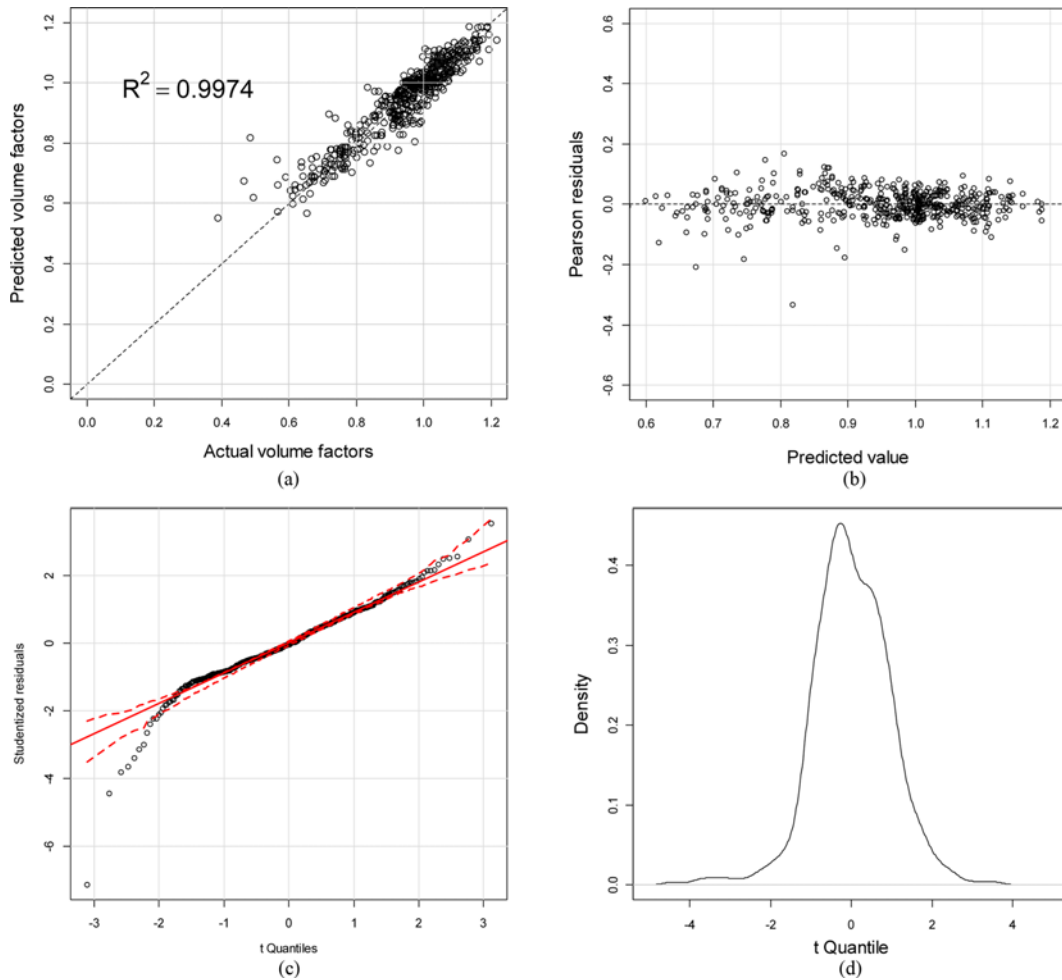 1.2
1.0
0.8
0.6
0.4
0.2
0.0
Predicted volume factors
R2 = 0.9974
0.0 0.2 0.4 0.6 0.8 1.0 1.2
Actual volume factors
(a)
0.6
0.4
0.2
0.0
-0.2
-0.4
-0.6
Pearson residuals
0.6 0.7 0.8 0.9 1.0 1.1 1.2
Predicted value
(b)
2
0
-2
-4
-6
Studentized residuals
-3 -2 -1 0 1 2 3
t Quantiles
(c)
0.4
0.3
0.2
0.1
0.0
Density
-4 -2 0 2 4
t Quantile
(d)